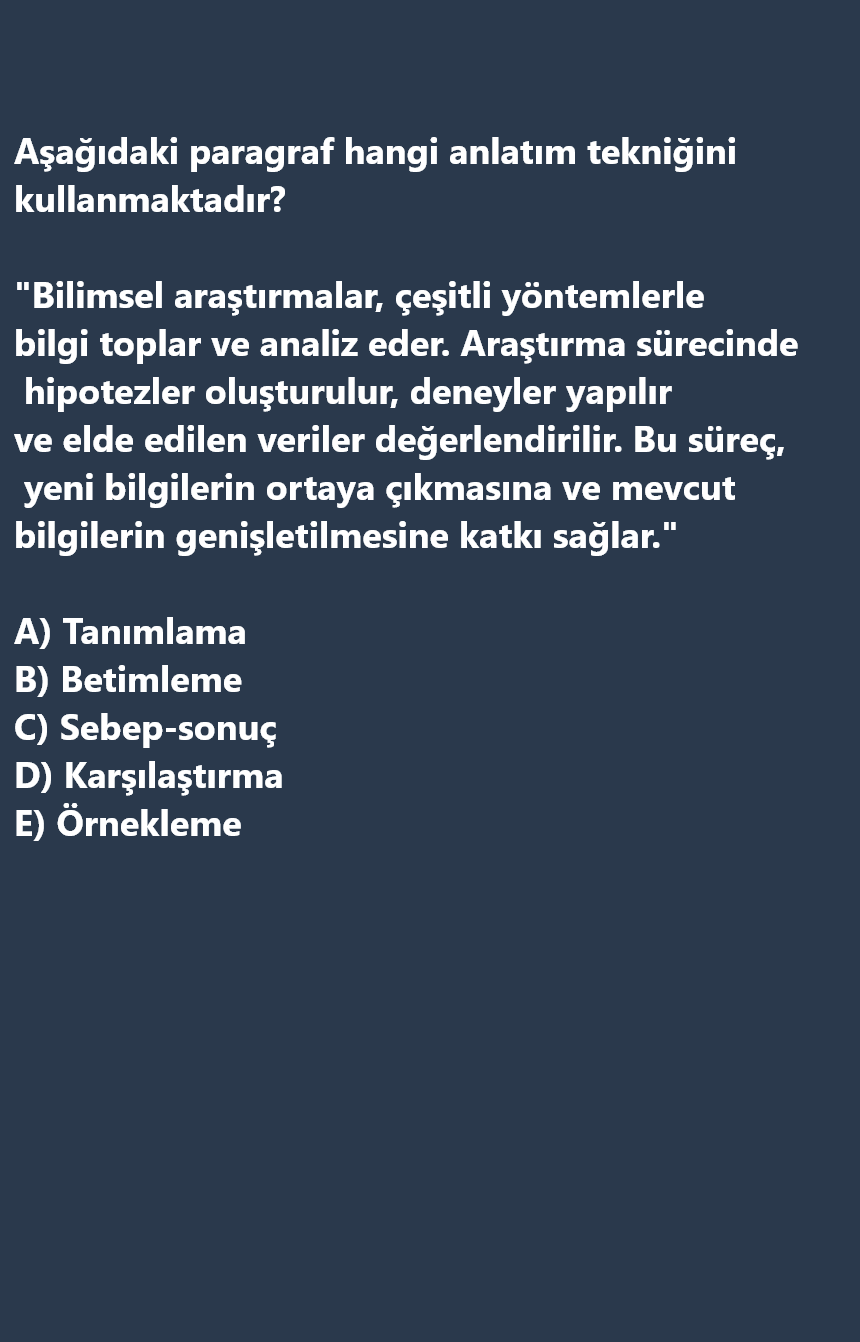 Aşağıdaki paragraf hangi anlatım tekniğini
kullanmaktadır?
"Bilimsel araştırmalar, çeşitli yöntemlerle
bilgi toplar ve analiz eder. Araştırma sürecinde
hipotezler oluşturulur, deneyler yapılır
ve elde edilen veriler değerlendirilir. Bu süreç,
yeni bilgilerin ortaya çıkmasına ve mevcut
bilgilerin genişletilmesine katkı sağlar."
A) Tanımlama
B) Betimleme
C) Sebep-sonuç
D) Karşılaştırma
E) Örnekleme